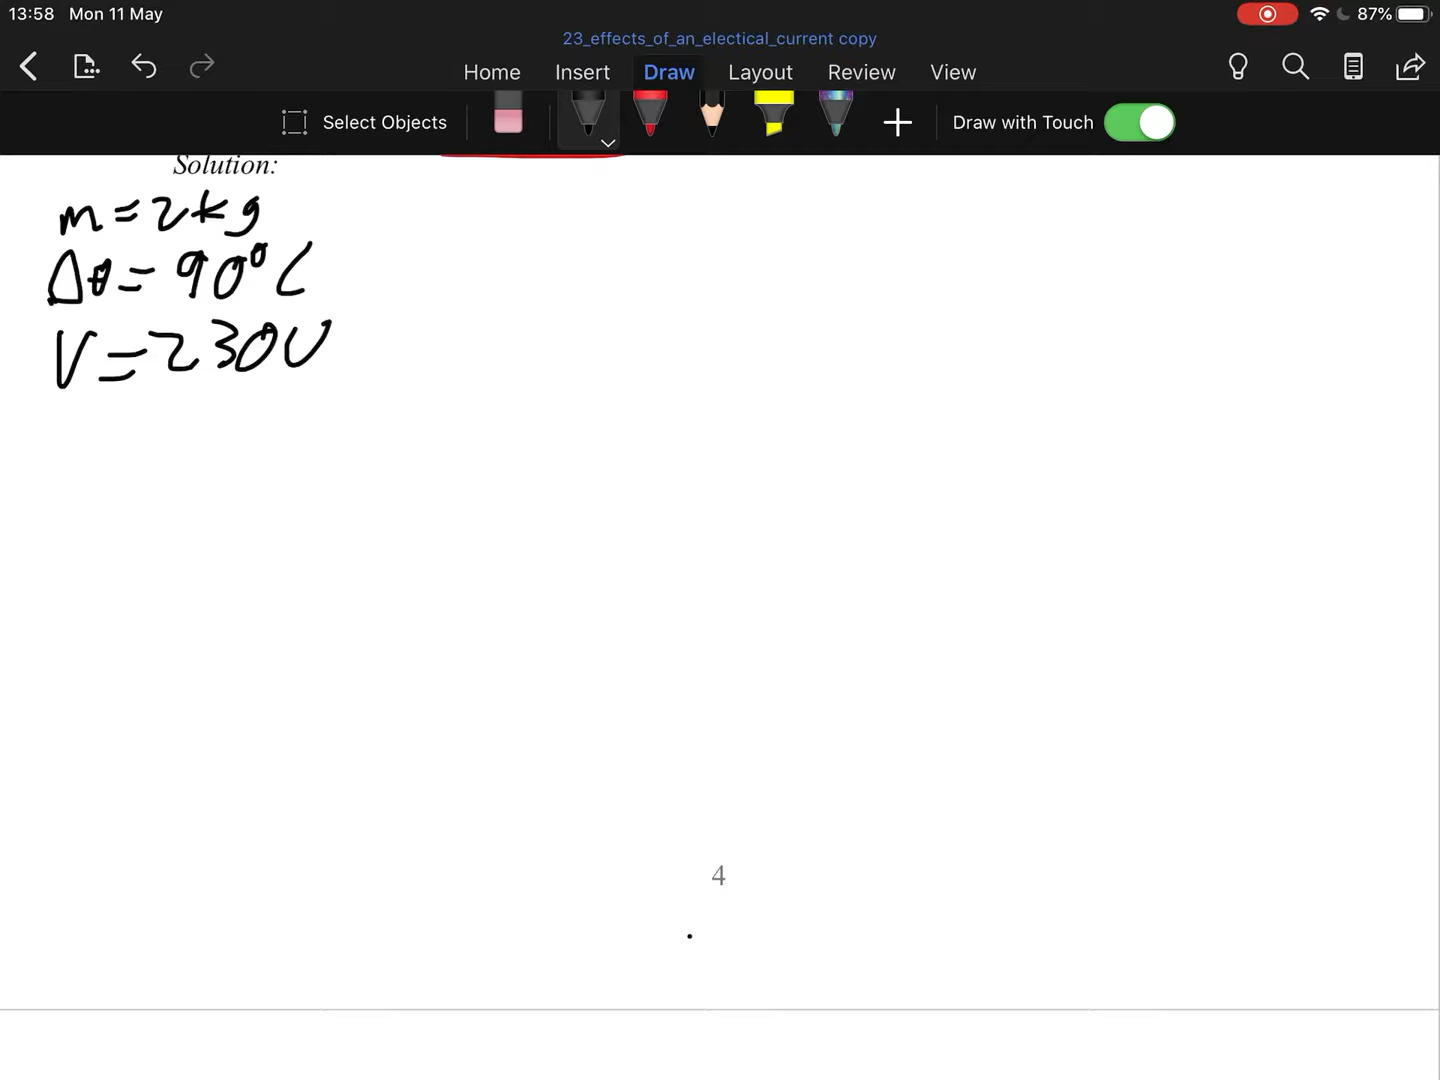 13:58 Mon 11 May 87%
23_effects_of_an_electical_current copy
Home Insert Draw Layout Review View
Select Objects Draw with Touch
Solution:
m = 2kg
Δθ = 90° C
V = 230V
4